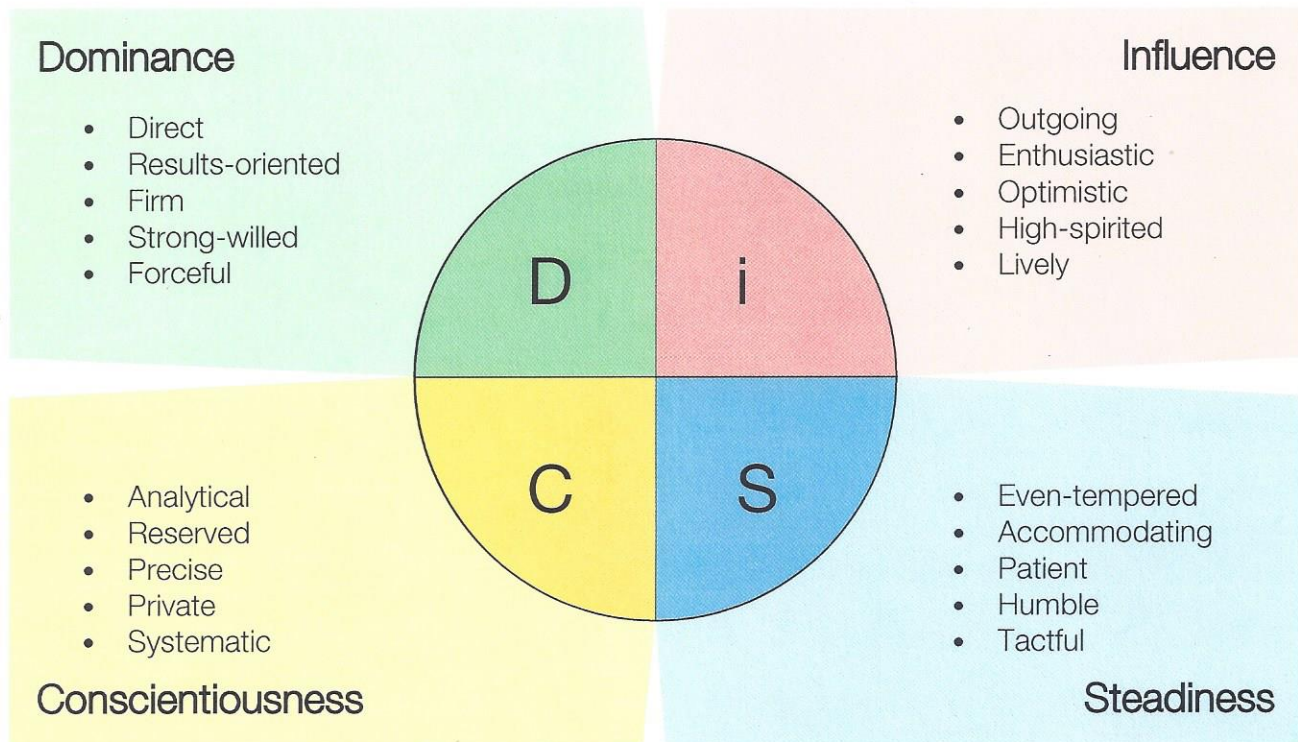 Dominance
• Direct
• Results-oriented
• Firm
• Strong-willed
• Forceful
Influence
• Outgoing
• Enthusiastic
• Optimistic
• High-spirited
• Lively
D
i
C
S
• Analytical
• Reserved
• Precise
• Private
• Systematic
Conscientiousness
• Even-tempered
• Accommodating
• Patient
• Humble
• Tactful
Steadiness